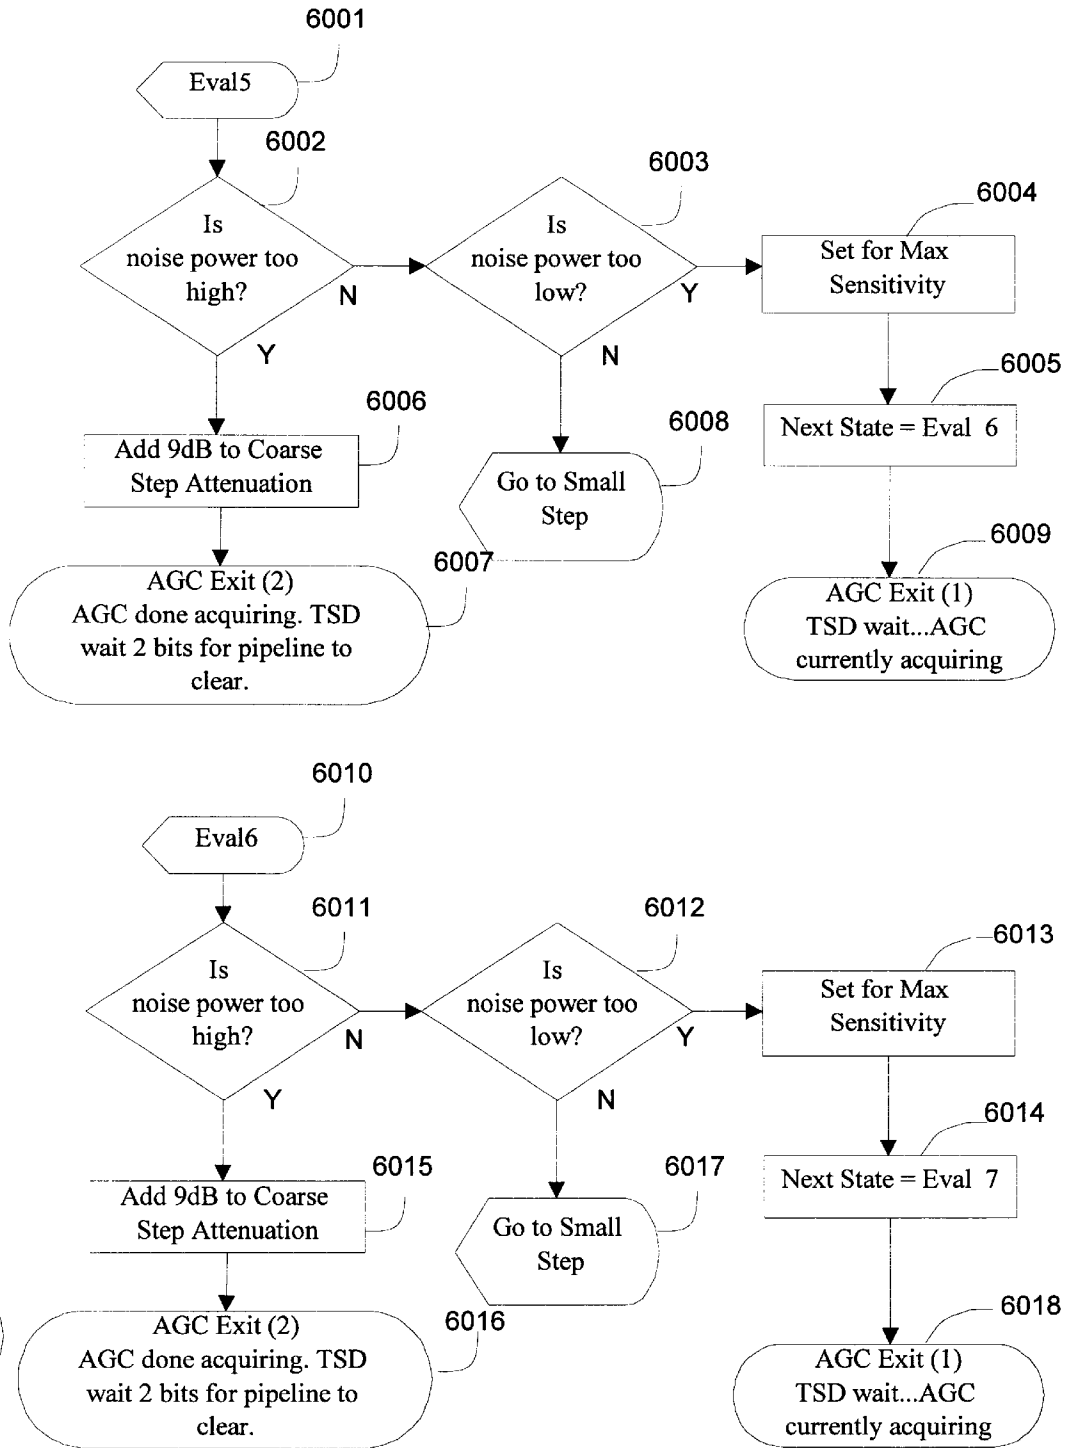 6001
Eval5
6002
6003
6004
Is
noise power too
high?
N
Y
Is
noise power too
low?
Y
N
Set for Max
Sensitivity
6005
Next State = Eval 6
6006
Add 9dB to Coarse
Step Attenuation
6008
Go to Small
Step
6007
AGC Exit (2)
AGC done acquiring. TSD
wait 2 bits for pipeline to
clear.
6009
AGC Exit (1)
TSD wait...AGC
currently acquiring
6010
Eval6
6011
6012
6013
Is
noise power too
high?
N
Y
Is
noise power too
low?
Y
N
Set for Max
Sensitivity
6014
Next State = Eval 7
6015
Add 9dB to Coarse
Step Attenuation
6017
Go to Small
Step
6016
AGC Exit (2)
AGC done acquiring. TSD
wait 2 bits for pipeline to
clear.
6018
AGC Exit (1)
TSD wait...AGC
currently acquiring